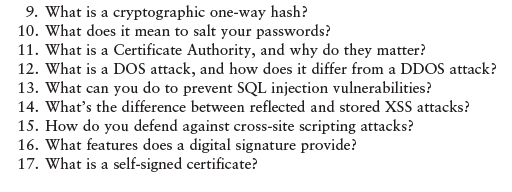 9. What is a cryptographic one-way hash?
10. What does it mean to salt your passwords?
11. What is a Certificate Authority, and why do they matter?
12. What is a DOS attack, and how does it differ from a DDOS attack?
13. What can you do to prevent SQL injection vulnerabilities?
14. What's the difference between reflected and stored XSS attacks?
15. How do you defend against cross-site scripting attacks?
16. What features does a digital signature provide?
17. What is a self-signed certificate?